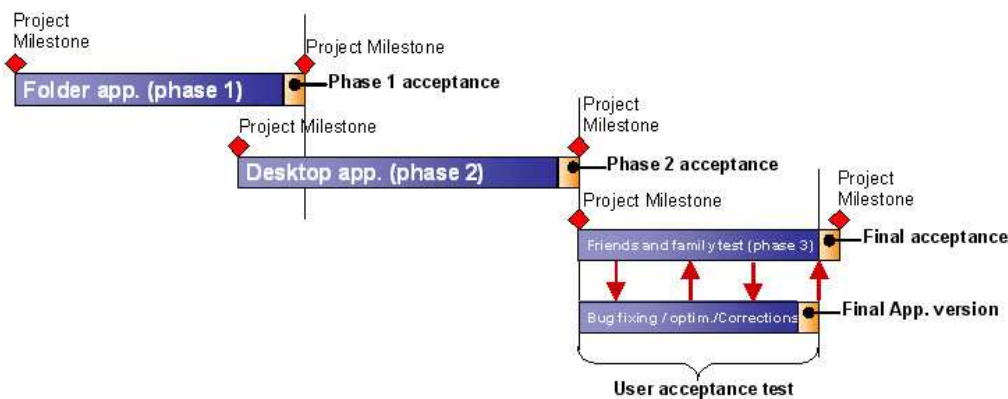 Project
Milestone
Project Milestone
Folder app. (phase 1)
Phase 1 acceptance
Project Milestone
Project
Milestone
Desktop app. (phase 2)
Phase 2 acceptance
Project Milestone
Project
Milestone
Friends and family test (phase 3)
Final acceptance
Bug fixing / optim./Corrections
Final App. version
User acceptance test